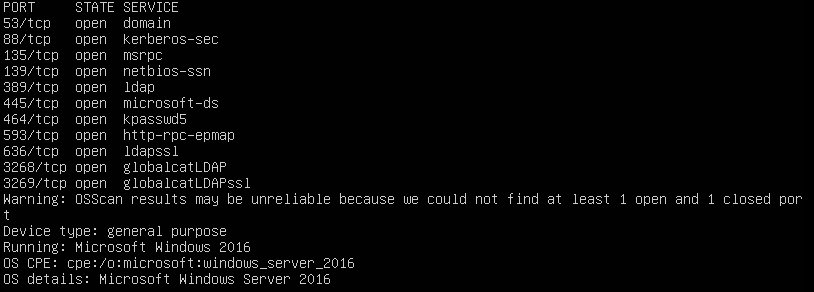 PORT     STATE SERVICE
53/tcp   open  domain
88/tcp   open  kerberos-sec
135/tcp  open  msrpc
139/tcp  open  netbios-ssn
389/tcp  open  ldap
445/tcp  open  microsoft-ds
464/tcp  open  kpasswd5
593/tcp  open  http-rpc-epmap
636/tcp  open  ldapssl
3268/tcp open  globalcatLDAP
3269/tcp open  globalcatLDAPssl
Warning: OSScan results may be unreliable because we could not find at least 1 open and 1 closed por
t
Device type: general purpose
Running: Microsoft Windows 2016
OS CPE: cpe:/o:microsoft:windows_server_2016
OS details: Microsoft Windows Server 2016